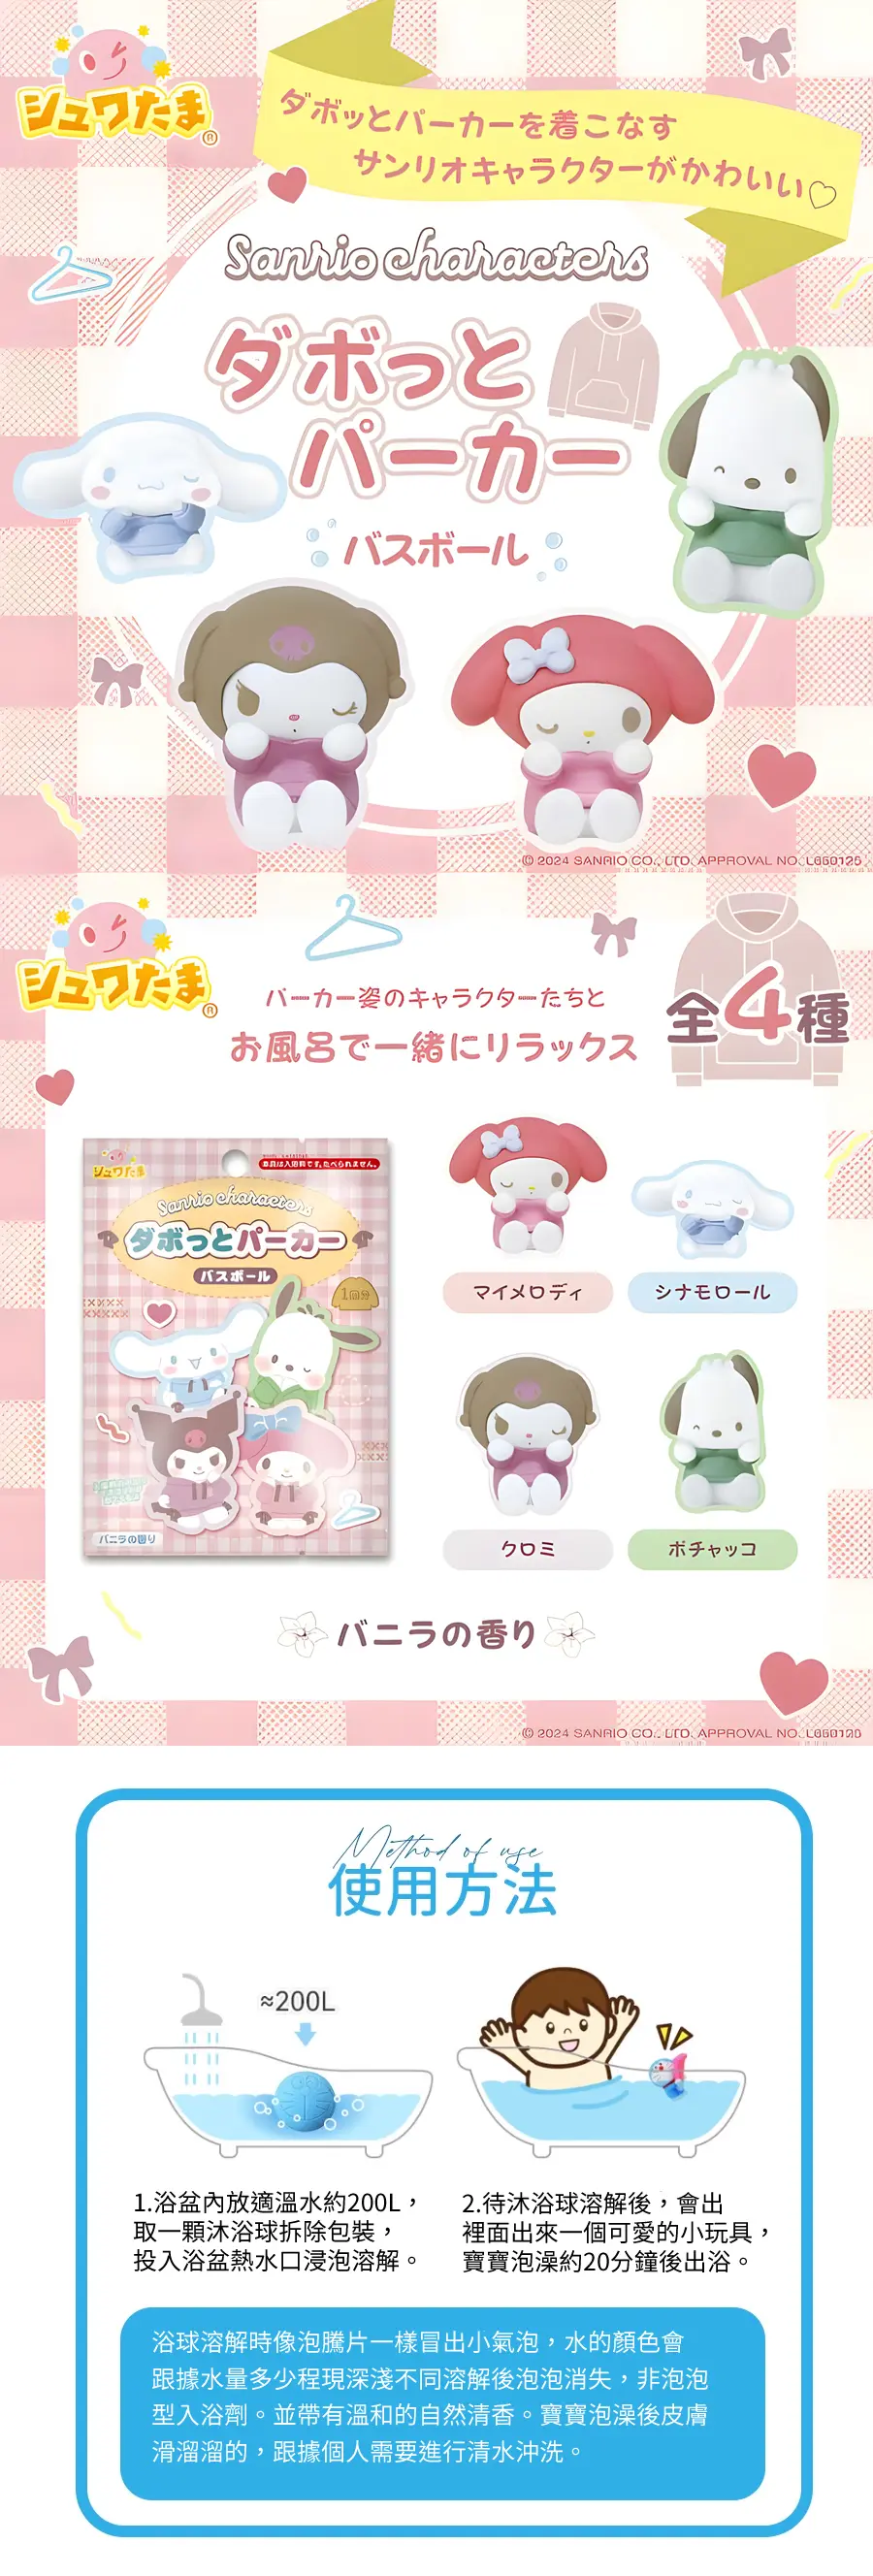 シュワたま®
ダボッとパーカーを着こなす
サンリオキャラクターがかわいい♡
Sanrio characters
ダボっと
パーカー
バスボール
© 2024 SANRIO CO., LTD. APPROVAL NO. L650125
シュワたま®
パーカー姿のキャラクターたちと
お風呂で一緒にリラックス
全4種
シュワたま
本品は入浴剤です。たべられません。
Sanrio characters
ダボっとパーカー
バスボール
1回分
バニラの香り
マイメロディ
シナモロール
クロミ
ポチャッコ
バニラの香り
© 2024 SANRIO CO., LTD. APPROVAL NO. L650125
Method of use
使用方法
≈200L
1.浴盆內放適溫水約200L，
取一顆沐浴球拆除包裝，
投入浴盆熱水口浸泡溶解。
2.待沐浴球溶解後，會出
裡面出來一個可愛的小玩具，
寶寶泡澡約20分鐘後出浴。
浴球溶解時像泡騰片一樣冒出小氣泡，水的顏色會
跟據水量多少程現深淺不同溶解後泡泡消失，非泡泡
型入浴劑。並帶有溫和的自然清香。寶寶泡澡後皮膚
滑溜溜的，跟據個人需要進行清水沖洗。